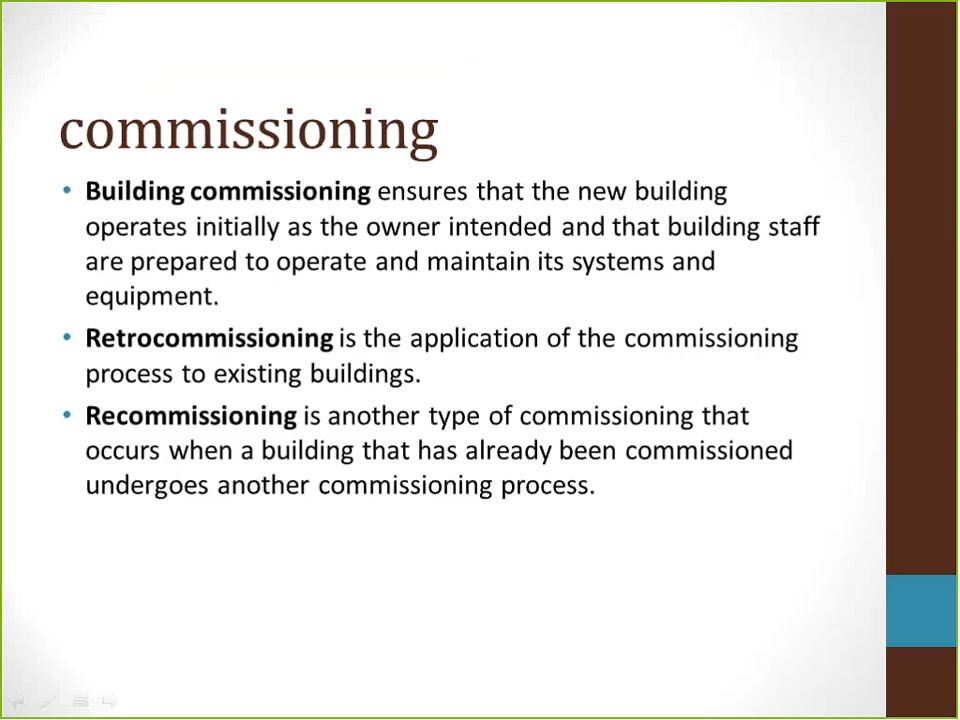 commissioning
• Building commissioning ensures that the new building
operates initially as the owner intended and that building staff
are prepared to operate and maintain its systems and
equipment.
• Retrocommissioning is the application of the commissioning
process to existing buildings.
• Recommissioning is another type of commissioning that
occurs when a building that has already been commissioned
undergoes another commissioning process.